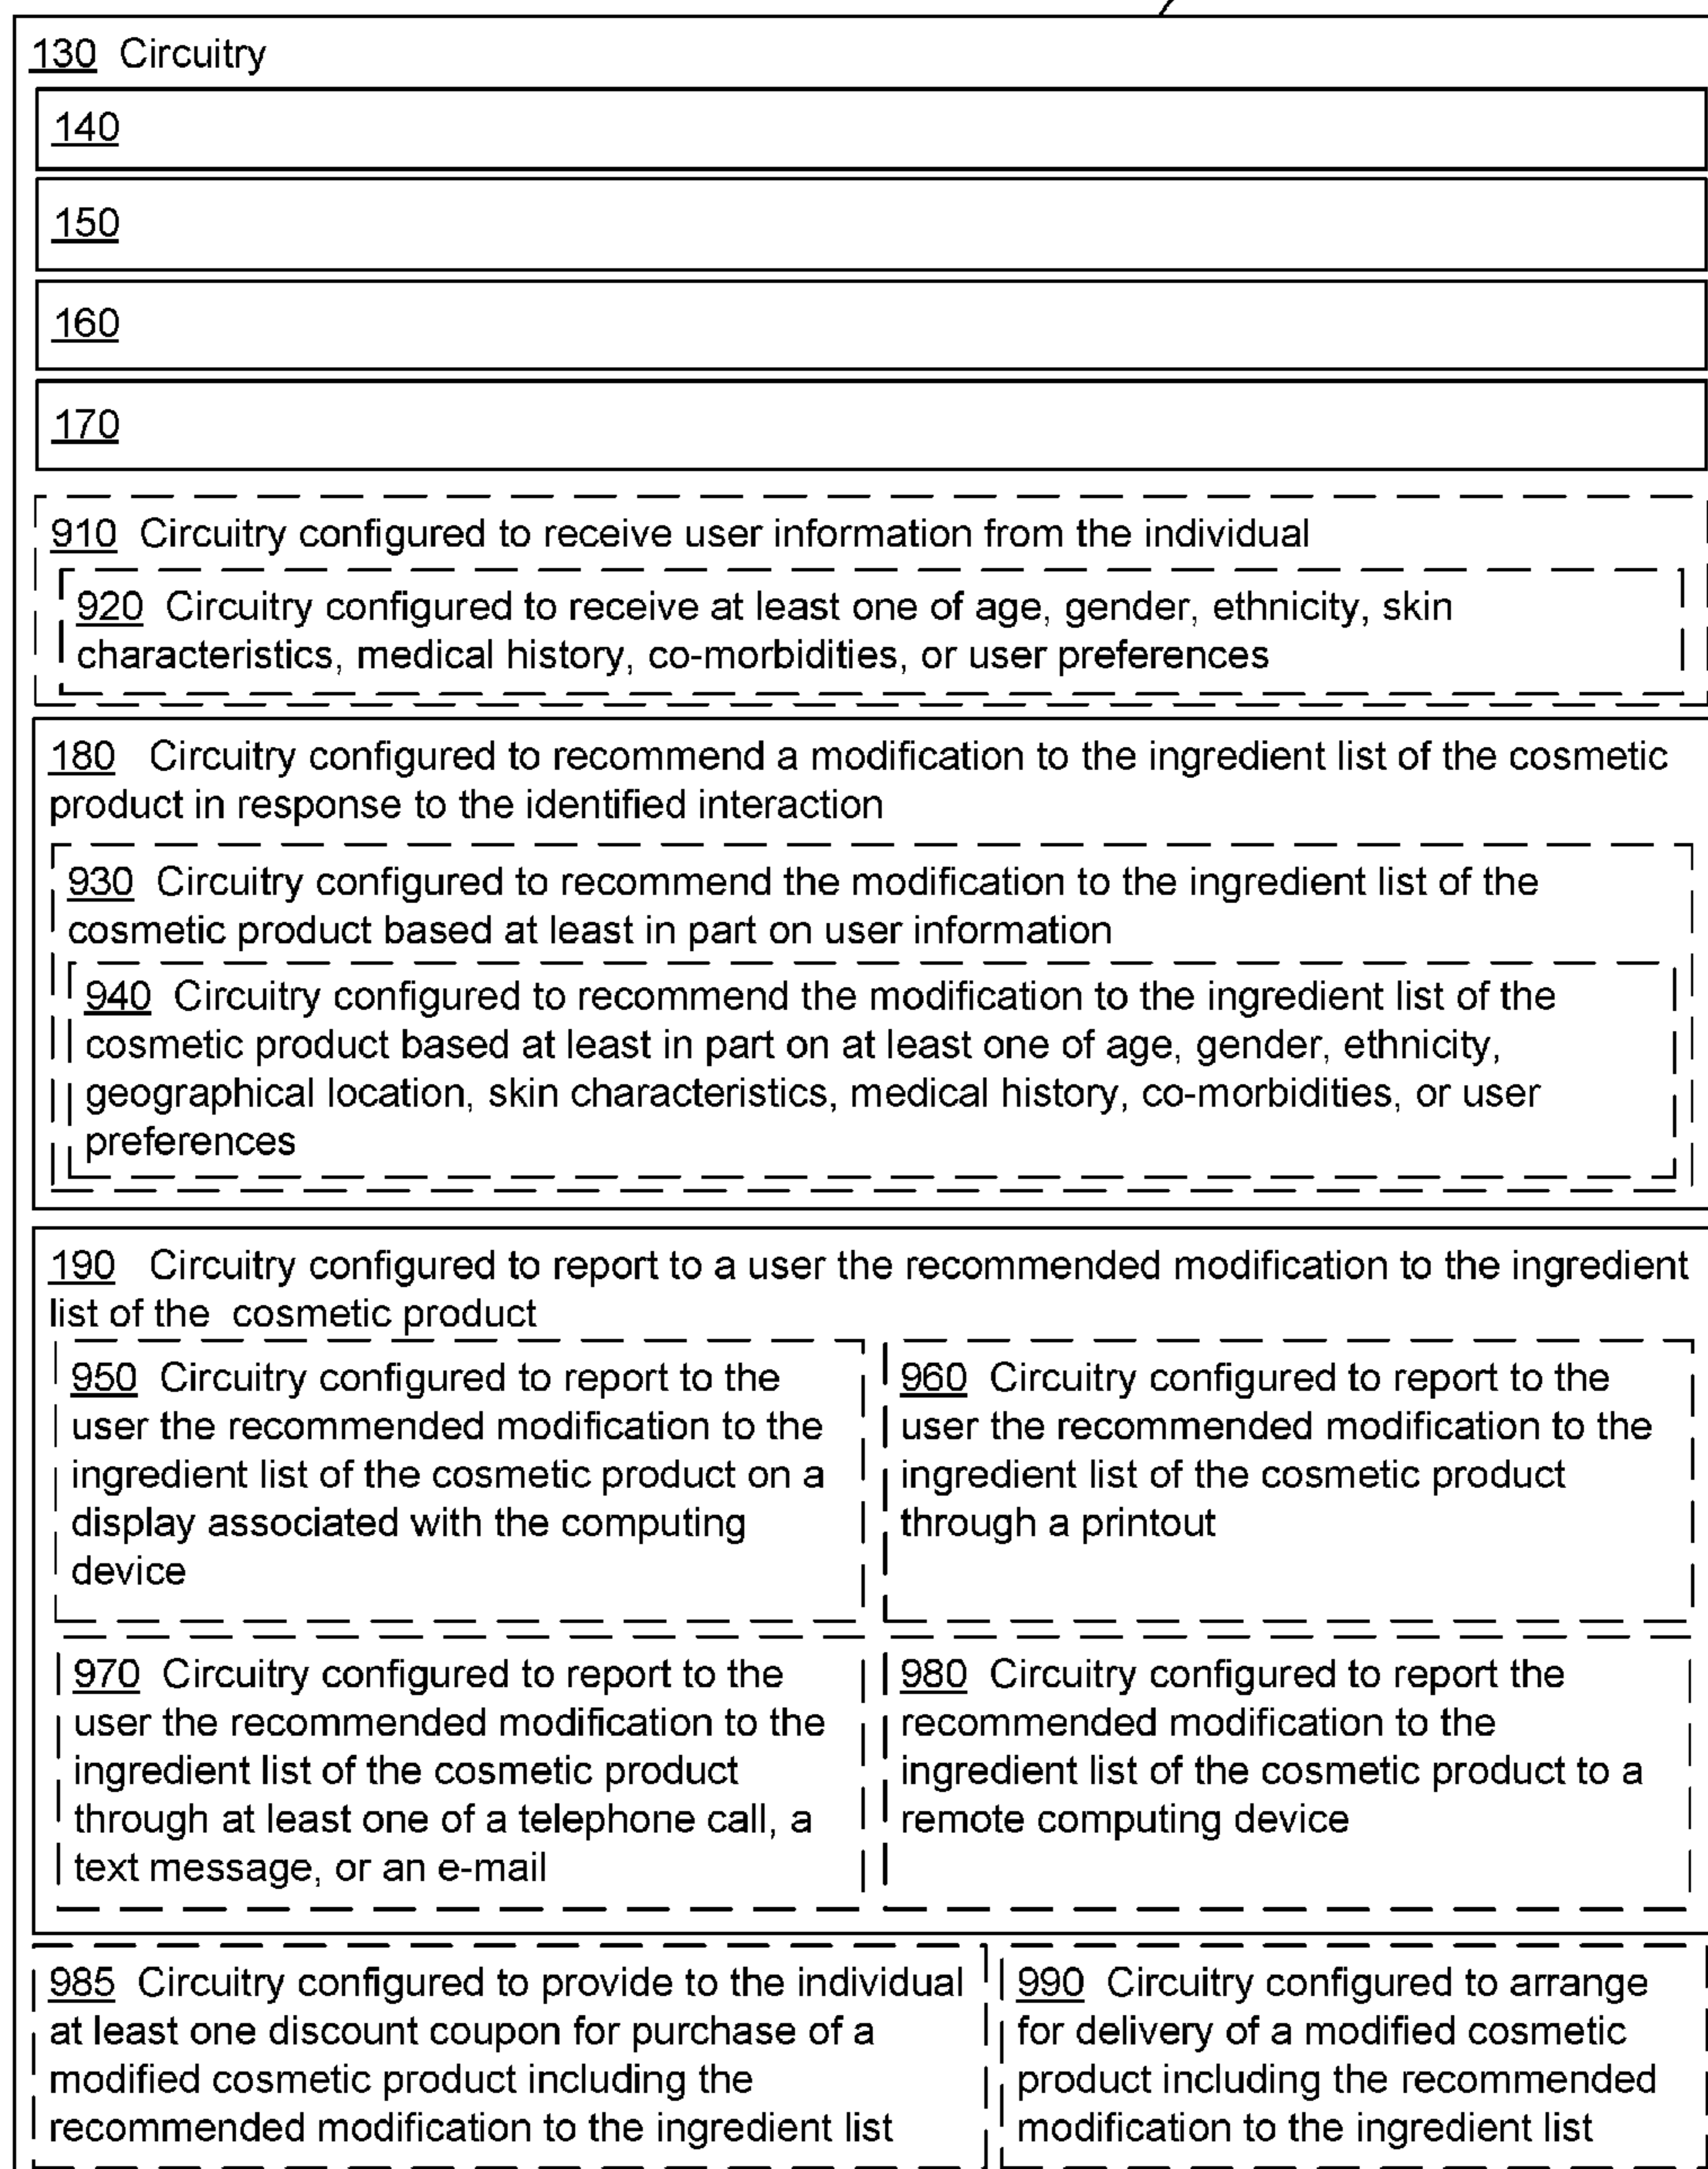 130 Circuitry
140
150
160
170
910 Circuitry configured to receive user information from the individual
920 Circuitry configured to receive at least one of age, gender, ethnicity, skin
characteristics, medical history, co-morbidities, or user preferences
180 Circuitry configured to recommend a modification to the ingredient list of the cosmetic
product in response to the identified interaction
930 Circuitry configured to recommend the modification to the ingredient list of the
cosmetic product based at least in part on user information
940 Circuitry configured to recommend the modification to the ingredient list of the
cosmetic product based at least in part on at least one of age, gender, ethnicity,
geographical location, skin characteristics, medical history, co-morbidities, or user
preferences
190 Circuitry configured to report to a user the recommended modification to the ingredient
list of the cosmetic product
950 Circuitry configured to report to the
user the recommended modification to the
ingredient list of the cosmetic product on a
display associated with the computing
device
960 Circuitry configured to report to the
user the recommended modification to the
ingredient list of the cosmetic product
through a printout
970 Circuitry configured to report to the
user the recommended modification to the
ingredient list of the cosmetic product
through at least one of a telephone call, a
text message, or an e-mail
980 Circuitry configured to report the
recommended modification to the
ingredient list of the cosmetic product to a
remote computing device
985 Circuitry configured to provide to the individual
at least one discount coupon for purchase of a
modified cosmetic product including the
recommended modification to the ingredient list
990 Circuitry configured to arrange
for delivery of a modified cosmetic
product including the recommended
modification to the ingredient list